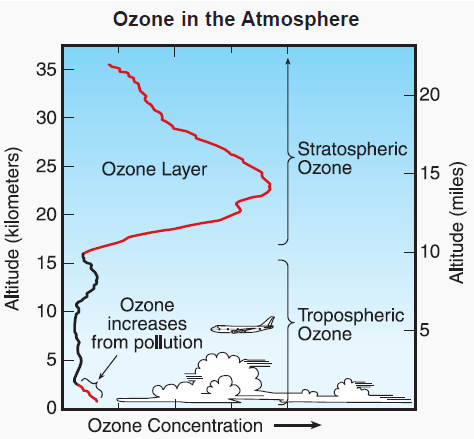 Ozone in the Atmosphere
Altitude (kilometers)
35
30
25
20
15
10
5
0
Ozone Layer
Ozone
increases
from pollution
Stratospheric
Ozone
Tropospheric
Ozone
20
15
10
5
Altitude (miles)
Ozone Concentration